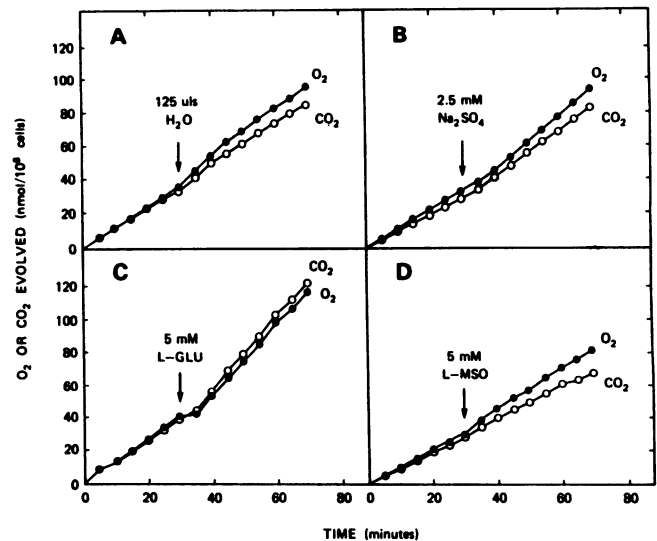 A
120
100
80
60
40
20
0
125 uls
H₂O
O₂
CO₂
B
2.5 mM
Na₂SO₄
O₂
CO₂
C
120
100
80
60
40
20
0
5 mM
L-GLU
CO₂
O₂
0 20 40 60 80
D
5 mM
L-MSO
O₂
CO₂
0 20 40 60 80
O₂ OR CO₂ EVOLVED (nmol/10⁸ cells)
TIME (minutes)